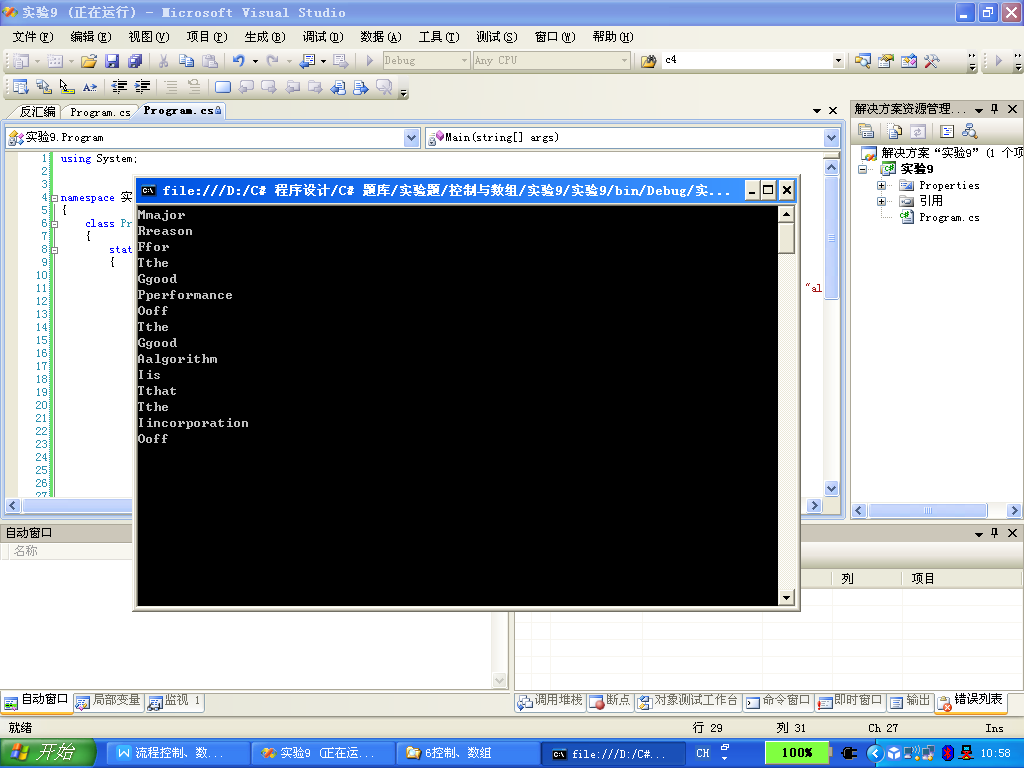 实验9 (正在运行) - Microsoft Visual Studio
文件(F) 编辑(E) 视图(V) 项目(P) 生成(B) 调试(D) 数据(A) 工具(T) 测试(S) 窗口(W) 帮助(H)
Debug Any CPU c4
反汇编 Program.cs Program.cs
实验9.Program Main(string[] args)
1 using System;
2
3
4 namespace 实
5 {
6 class Pr
7 {
8 stat
9 {
10
11 "al
12
13
14
15
16
17
18
19
20
21
22
23
24
25
26
27
file:///D:/C# 程序设计/C# 题库/实验题/控制与数组/实验9/实验9/bin/Debug/实...
Mmajor
Rreason
Ffor
Tthe
Ggood
Pperformance
Ooff
Tthe
Ggood
Aalgorithm
Iis
Tthat
Tthe
Iincorporation
Ooff
解决方案资源管理...
解决方案“实验9”(1 个项
实验9
Properties
引用
Program.cs
自动窗口
名称
列 项目
自动窗口 局部变量 监视 1
调用堆栈 断点 对象测试工作台 命令窗口 即时窗口 输出 错误列表
就绪 行 29 列 31 Ch 27 Ins
开始 流程控制、数... 实验9 (正在运... 6控制、数组 file:///D:/C#... CH 100% 10:58